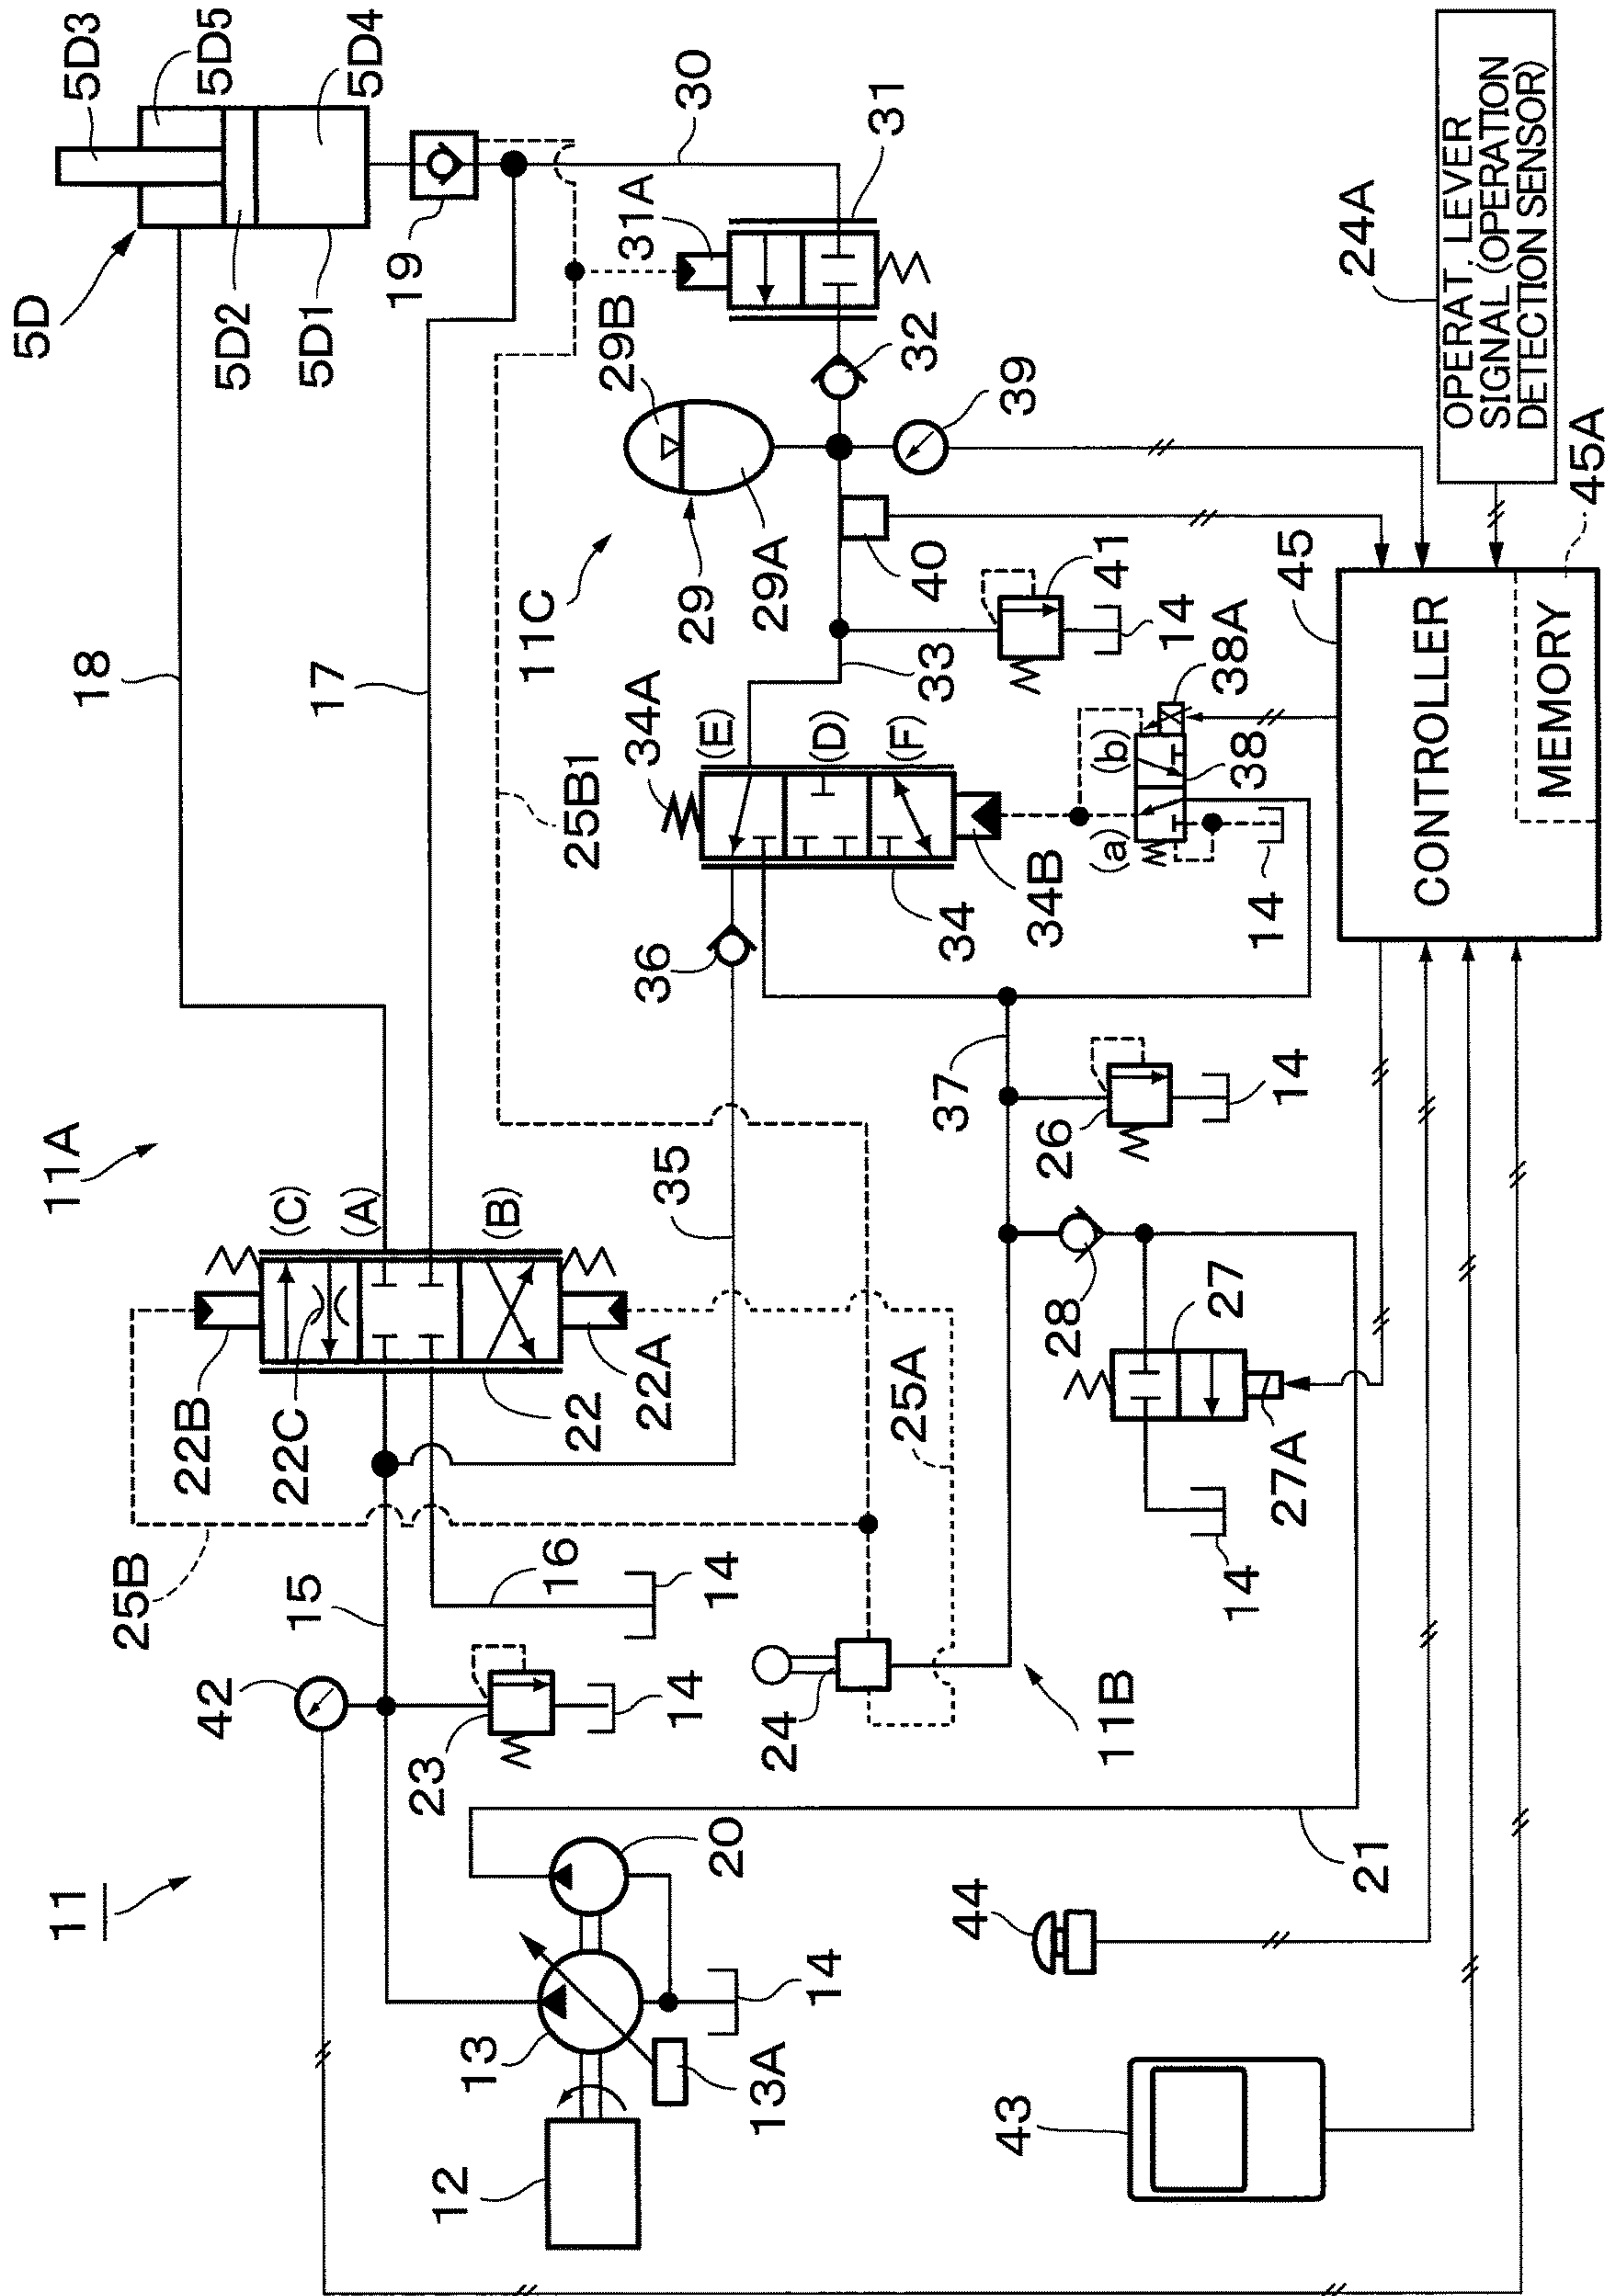 11
11A
5D
5D3
5D5
5D4
5D2
5D1
18
17
19
30
31A
31
29B
32
39
29
29A
11C
40
41
14
33
34A
(E)
(D)
(F)
34
34B
25B1
36
(a)
(b)
38
38A
14
24A
OPERAT. LEVER
SIGNAL (OPERATION
DETECTION SENSOR)
45
45A
CONTROLLER
MEMORY
(C)
(A)
(B)
22B
22C
22
22A
35
37
26
14
28
27
27A
14
25A
25B
15
16
14
42
23
14
24
11B
20
21
13
13A
14
12
44
43